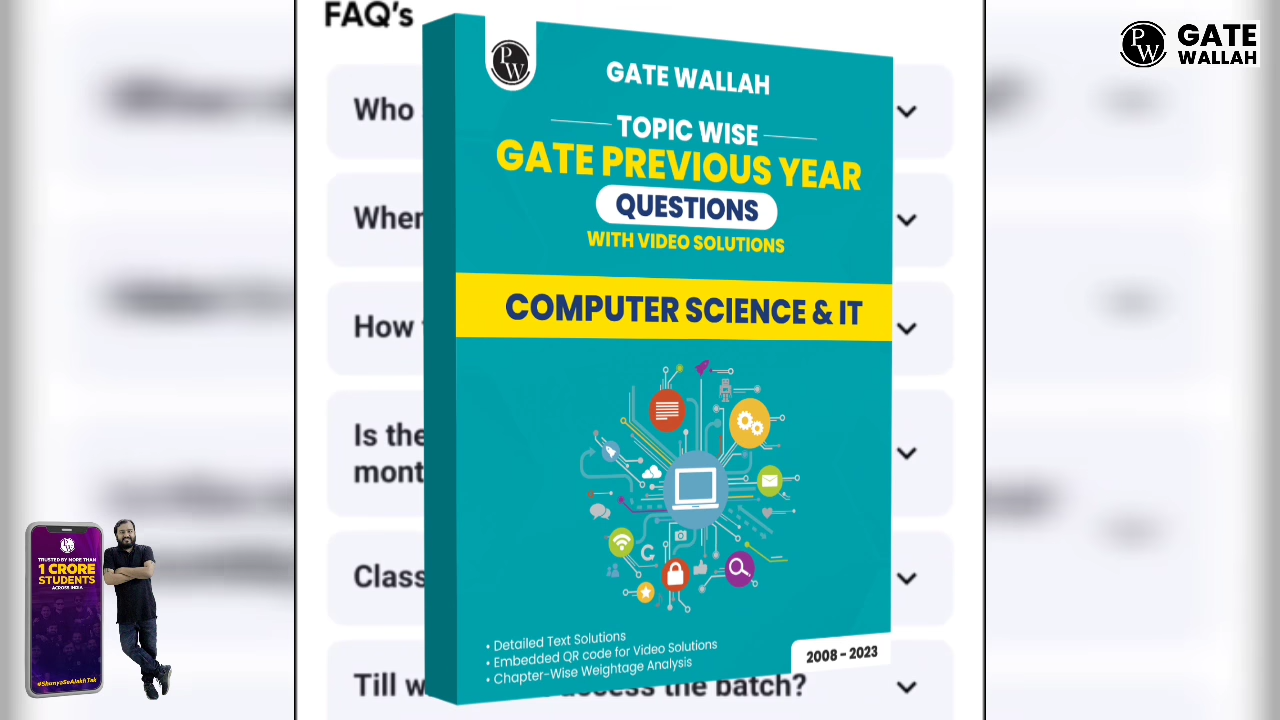 FAQ's
PW
GATE
WALLAH
Who
When
How
Is the
mont
Class
Till w
access the batch?
PW
GATE WALLAH
TOPIC WISE
GATE PREVIOUS YEAR
QUESTIONS
WITH VIDEO SOLUTIONS
COMPUTER SCIENCE & IT
• Detailed Text Solutions
• Embedded QR code for Video Solutions
• Chapter-Wise Weightage Analysis
2008 - 2023
TRUSTED BY MORE THAN
1 CRORE
STUDENTS
ACROSS INDIA
#ShunyaSeAlakhTak